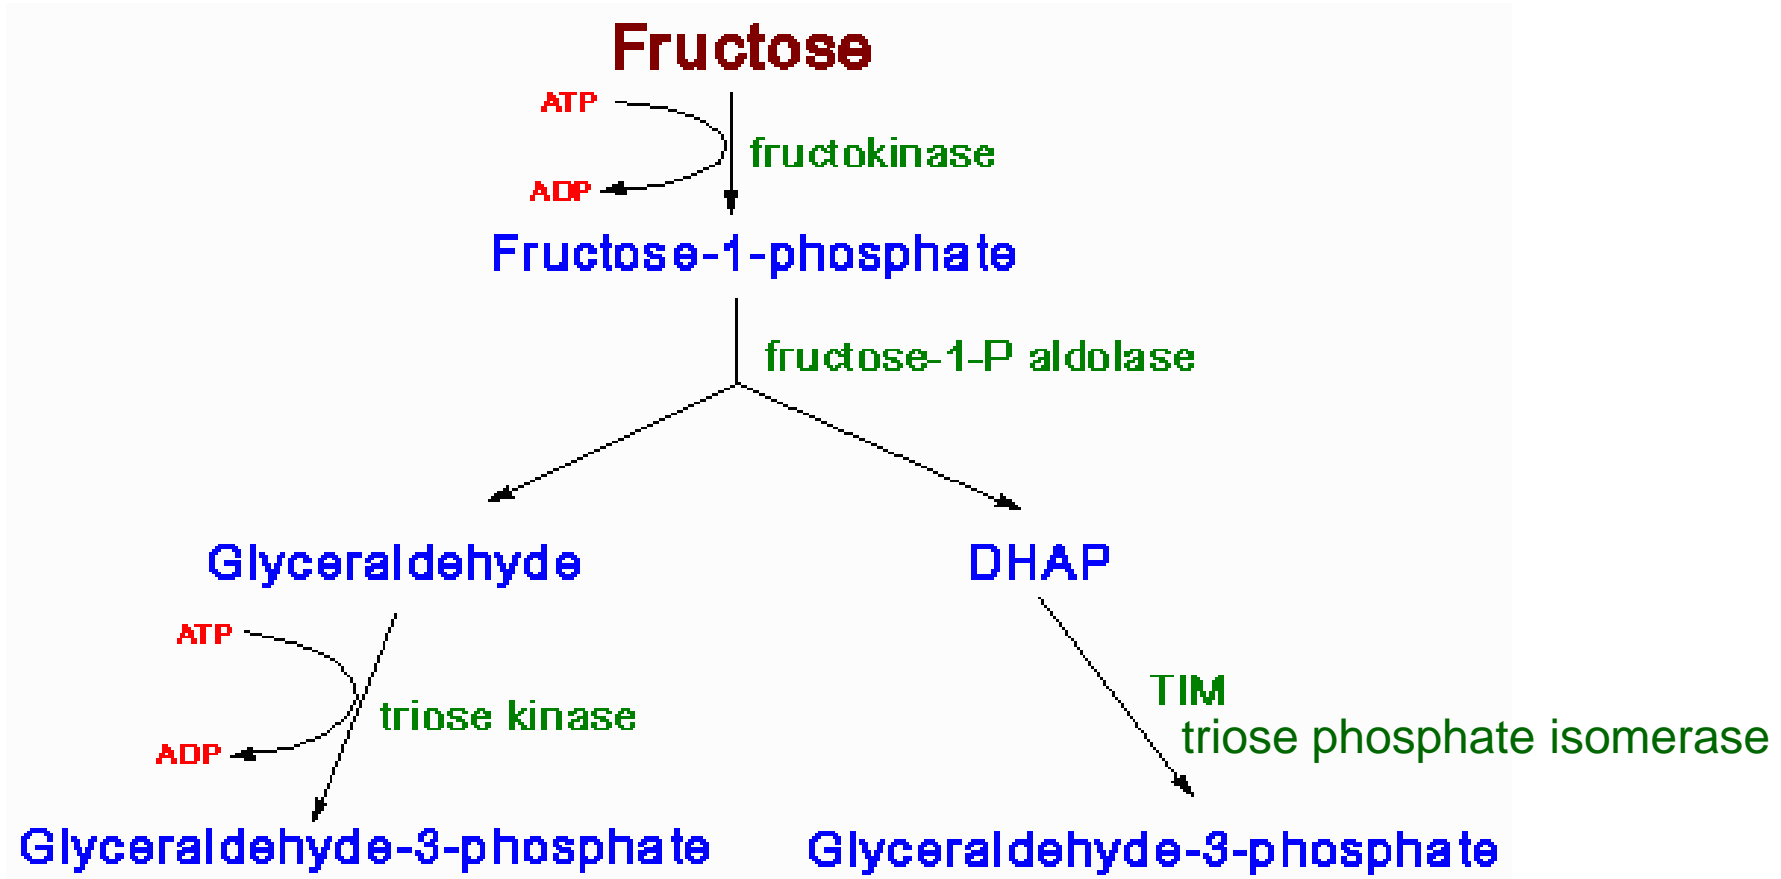 Fructose
ATP
fructokinase
ADP
Fructose-1-phosphate
fructose-1-P aldolase
Glyceraldehyde
DHAP
ATP
TIM
triose kinase
triose phosphate isomerase
ADP
Glyceraldehyde-3-phosphate
Glyceraldehyde-3-phosphate